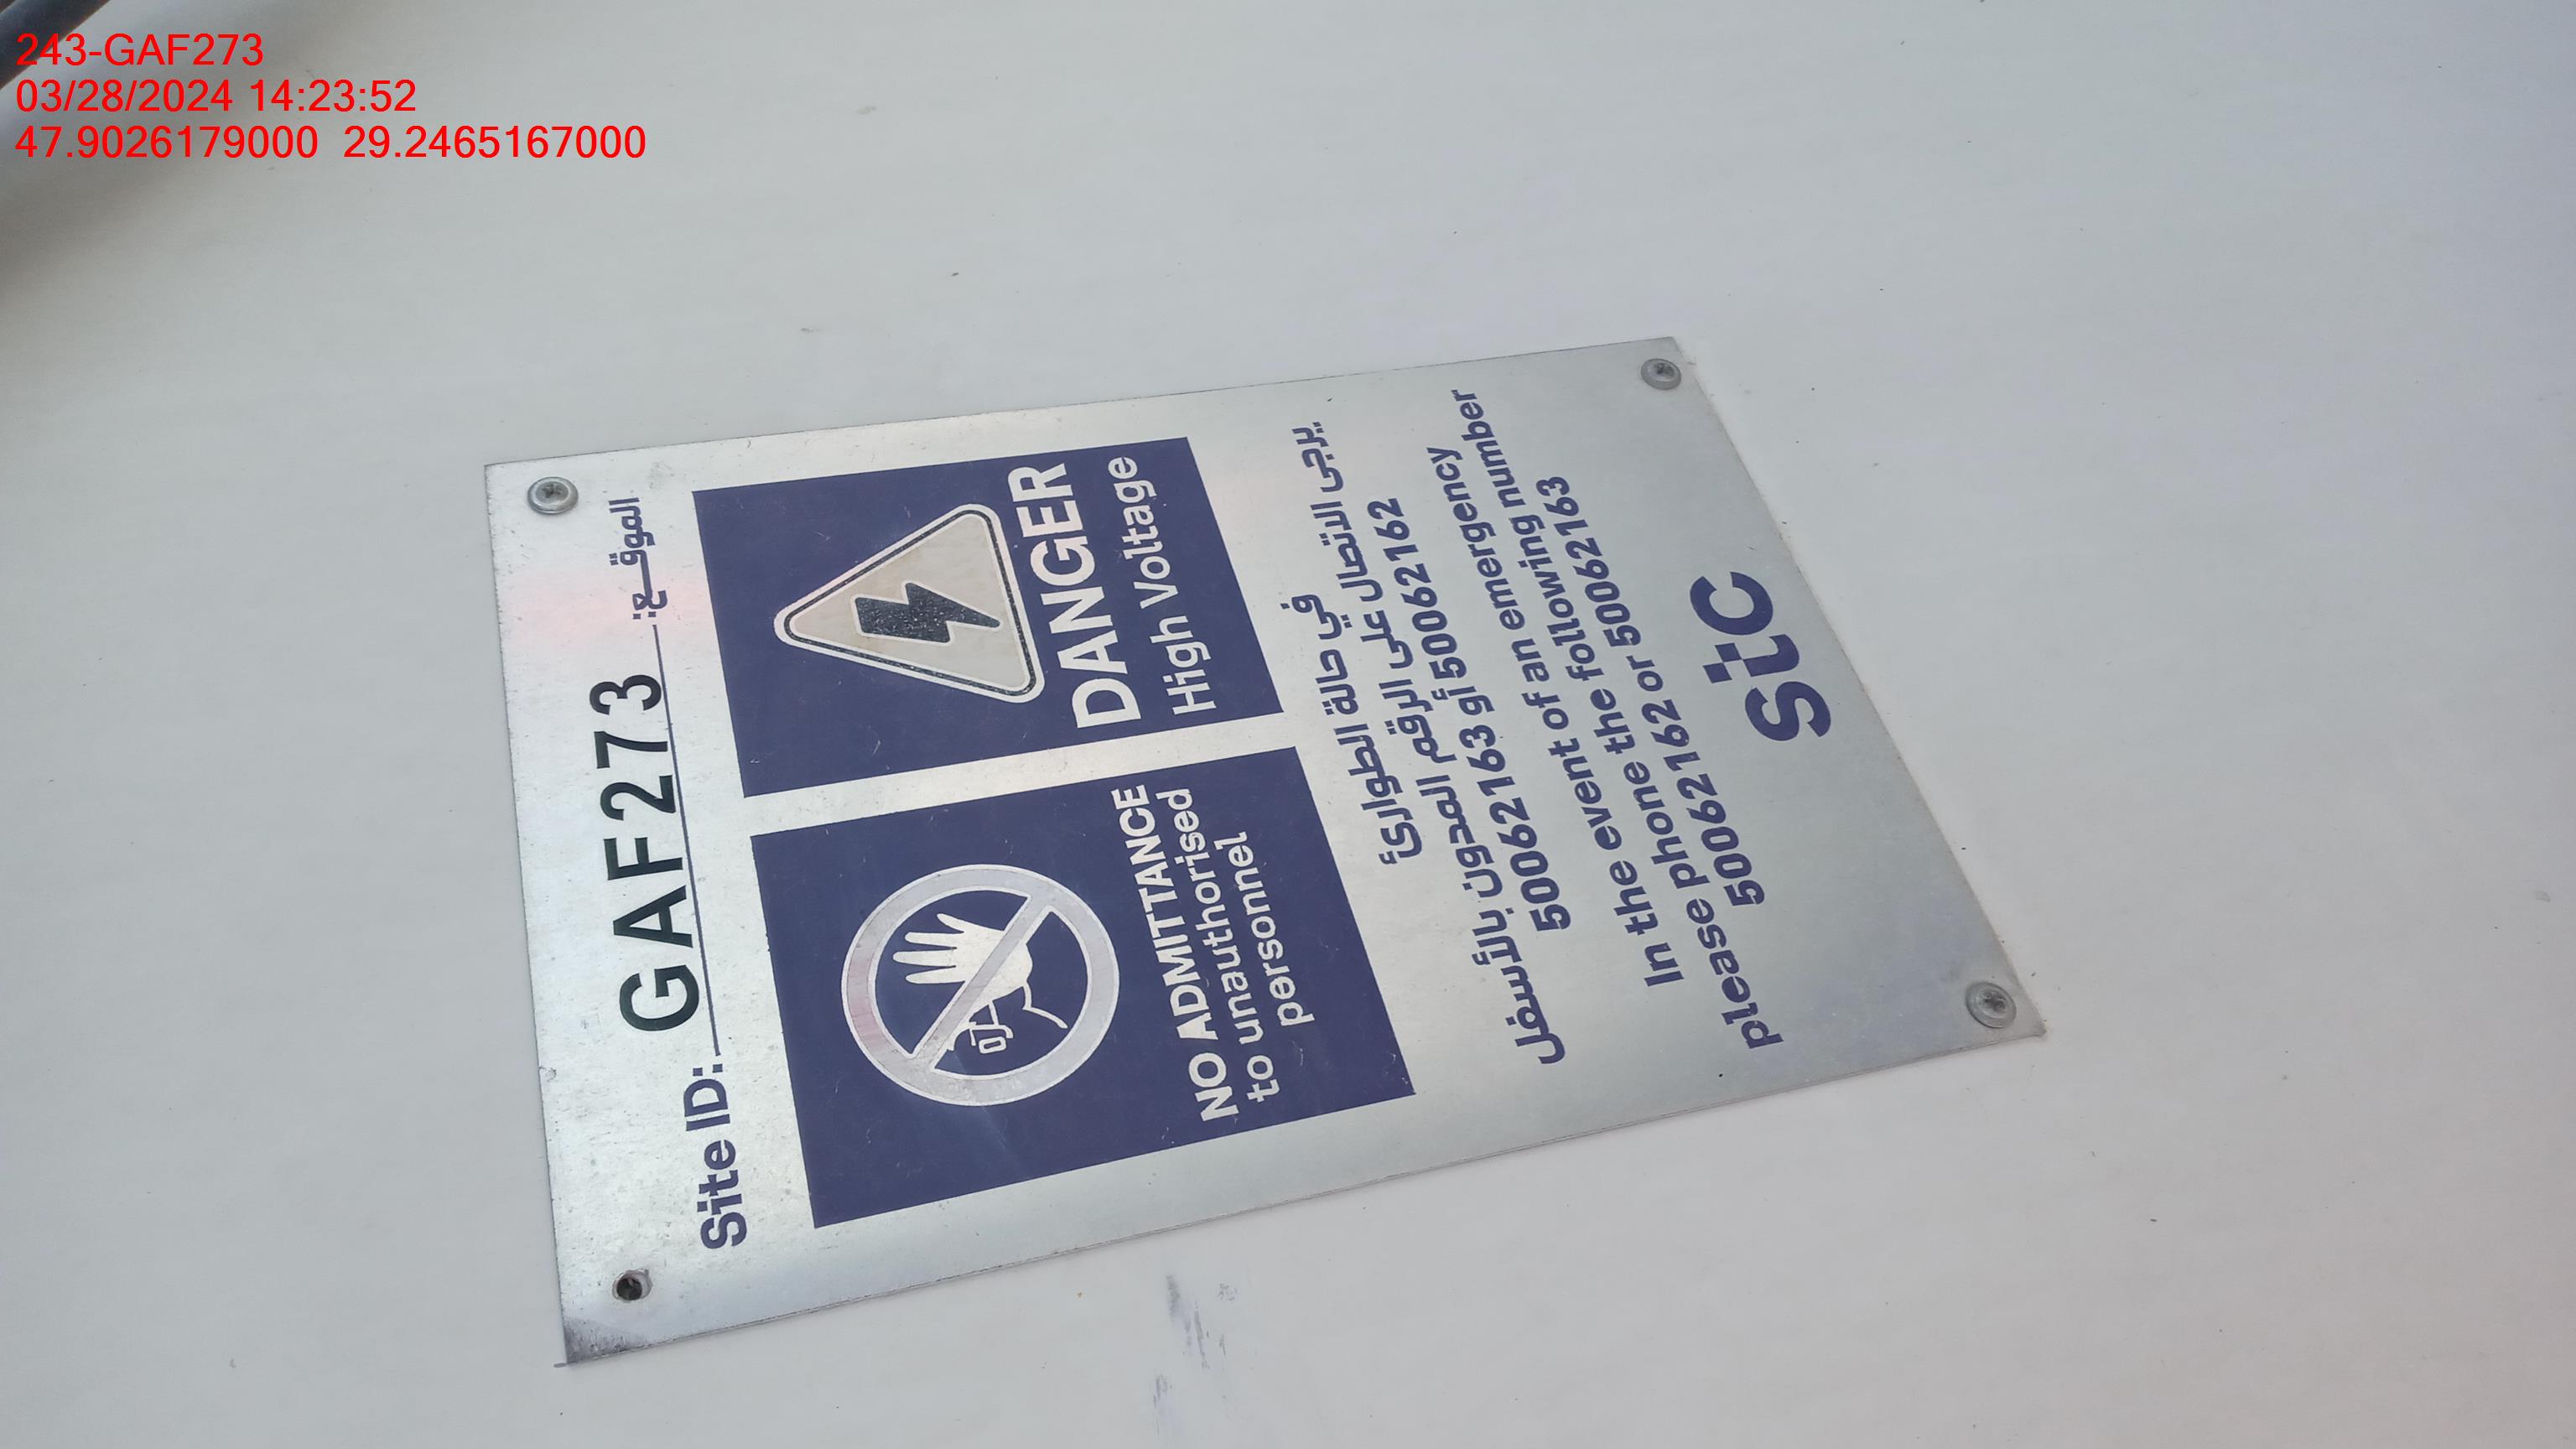 243-GAF273
03/28/2024 14:23:52
47.9026179000 29.2465167000
Site ID: GAF273 الموقع:
NO ADMITTANCE
to unauthorised
personnel
DANGER
High Voltage
في حالة الطوارئ
يرجى الاتصال على الرقم المدون بالأسفل
50062162 أو 50062163
In the event of an emergency
please phone the following number
50062162 or 50062163
stc